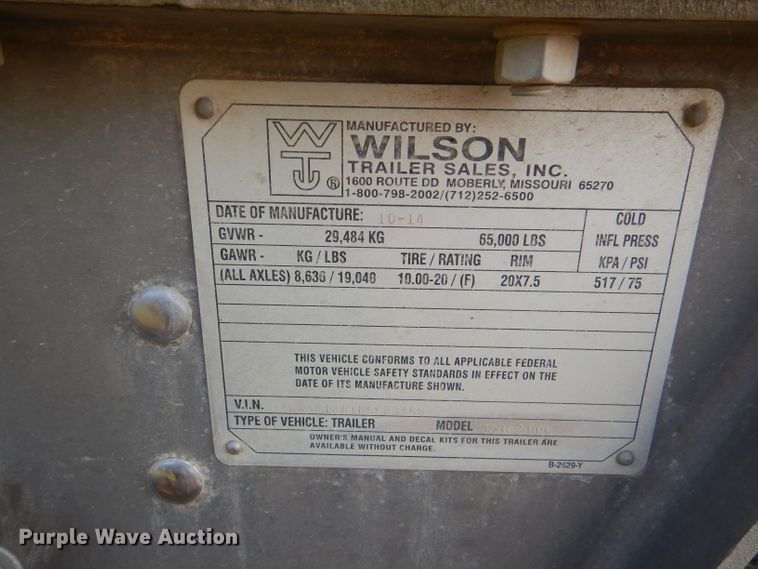 MANUFACTURED BY:
WTI ®
WILSON
TRAILER SALES, INC.
1600 ROUTE DD MOBERLY, MISSOURI 65270
1-800-798-2002/(712)252-6500
DATE OF MANUFACTURE: 10-14 COLD
GVWR - 29,484 KG 65,000 LBS INFL PRESS
GAWR - KG / LBS TIRE / RATING RIM KPA / PSI
(ALL AXLES) 8,636 / 19,040 10.00-20 / (F) 20X7.5 517 / 75
THIS VEHICLE CONFORMS TO ALL APPLICABLE FEDERAL
MOTOR VEHICLE SAFETY STANDARDS IN EFFECT ON THE
DATE OF ITS MANUFACTURE SHOWN.
V.I.N.
TYPE OF VEHICLE: TRAILER MODEL
OWNER'S MANUAL AND DECAL KITS FOR THIS TRAILER ARE
AVAILABLE WITHOUT CHARGE.
B-2629-Y
Purple Wave Auction